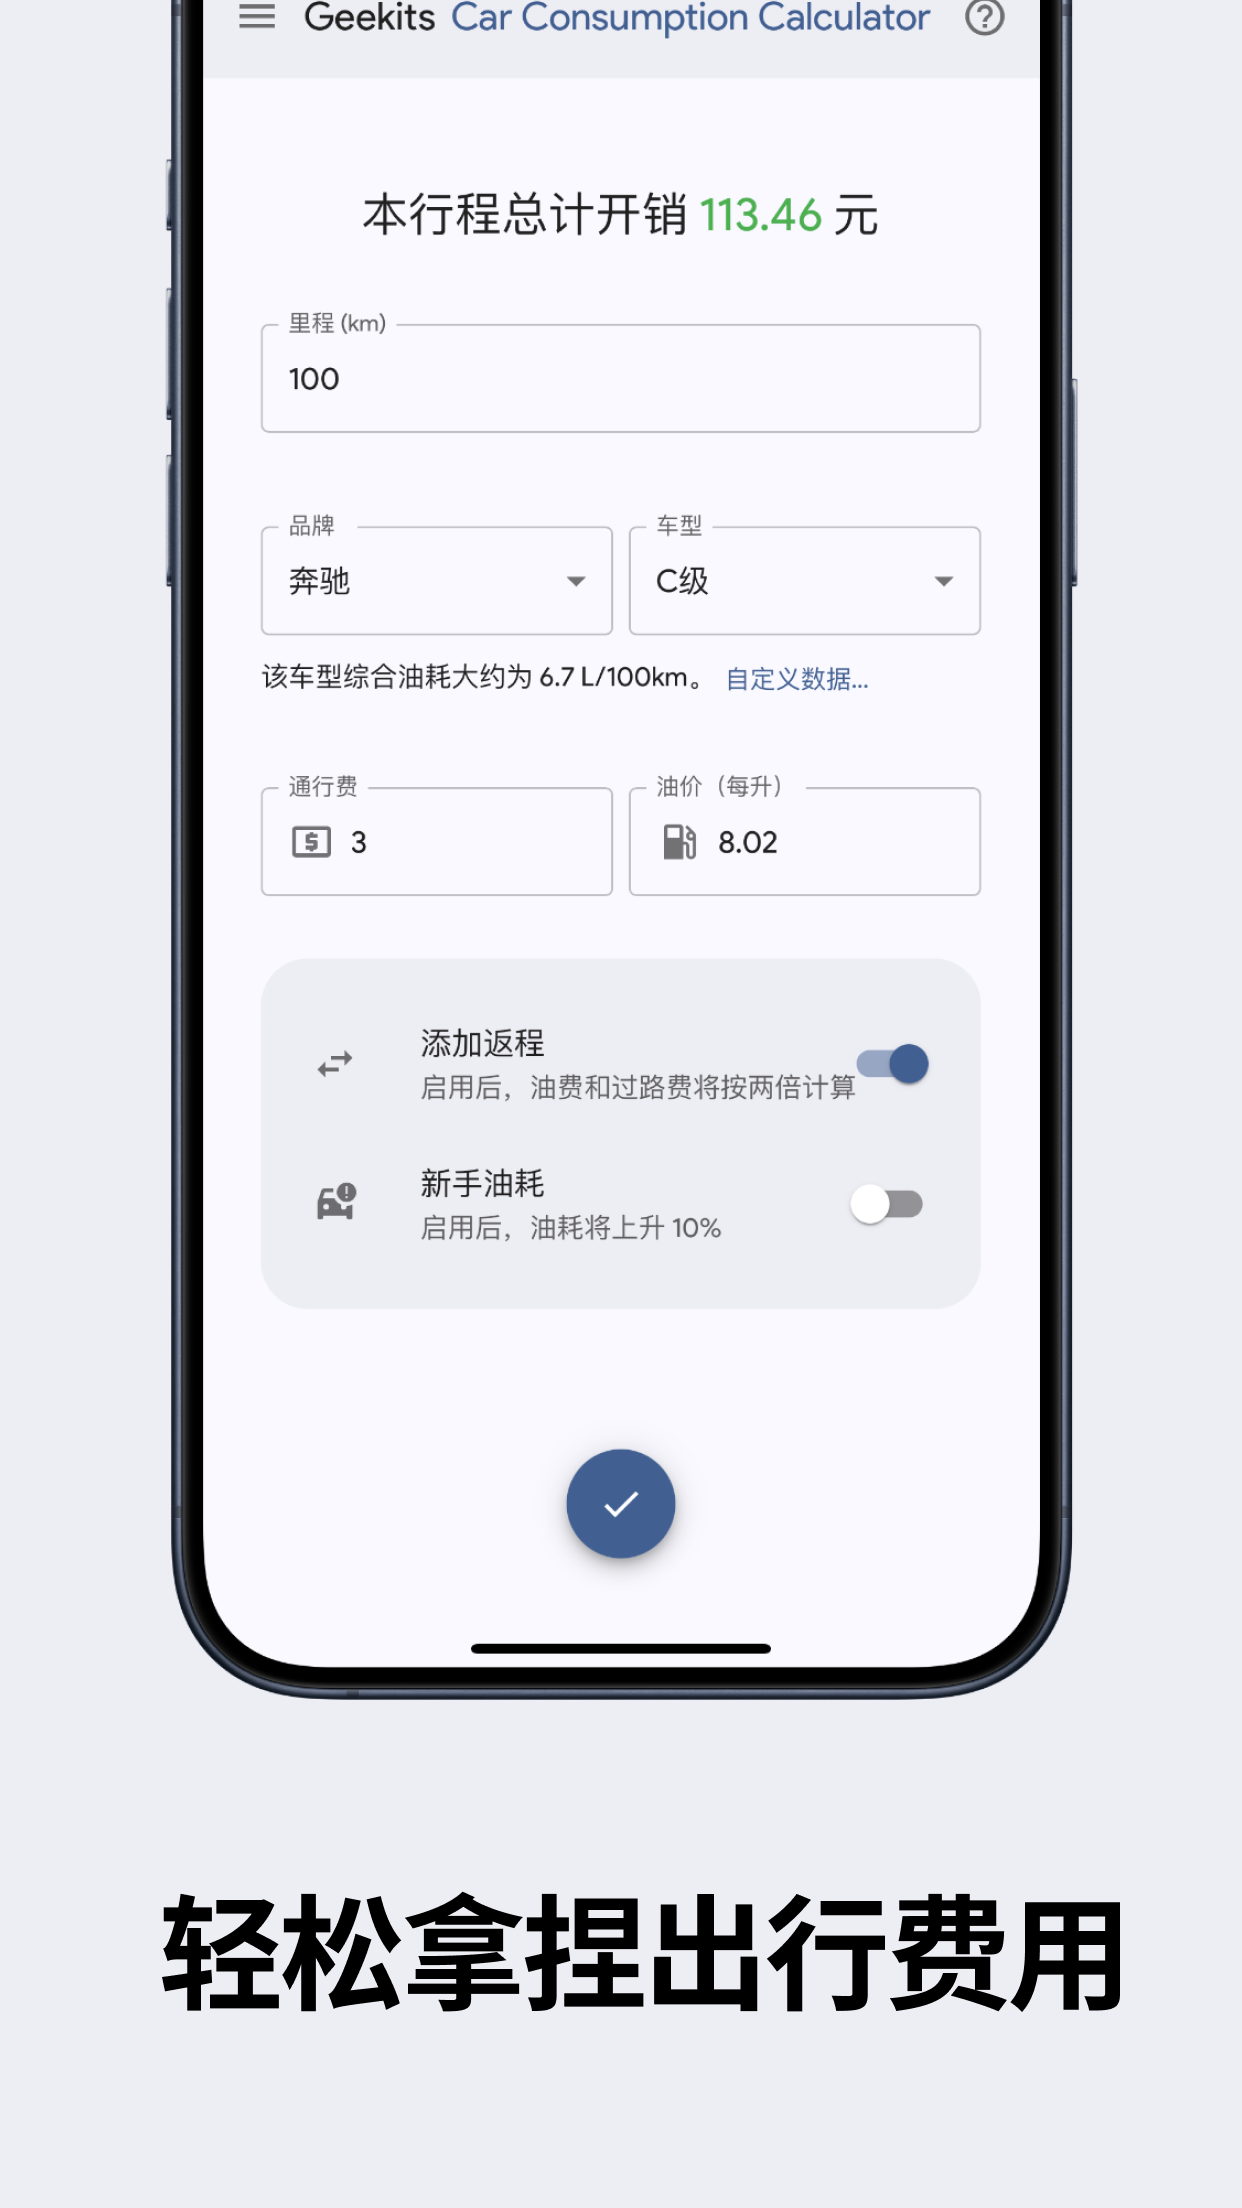 Geekits Car Consumption Calculator
本行程总计开销 113.46 元
里程 (km)
100
品牌
奔驰
车型
C级
该车型综合油耗大约为 6.7 L/100km。 自定义数据...
通行费
3
油价（每升）
8.02
添加返程
启用后，油费和过路费将按两倍计算
新手油耗
启用后，油耗将上升 10%
轻松拿捏出行费用